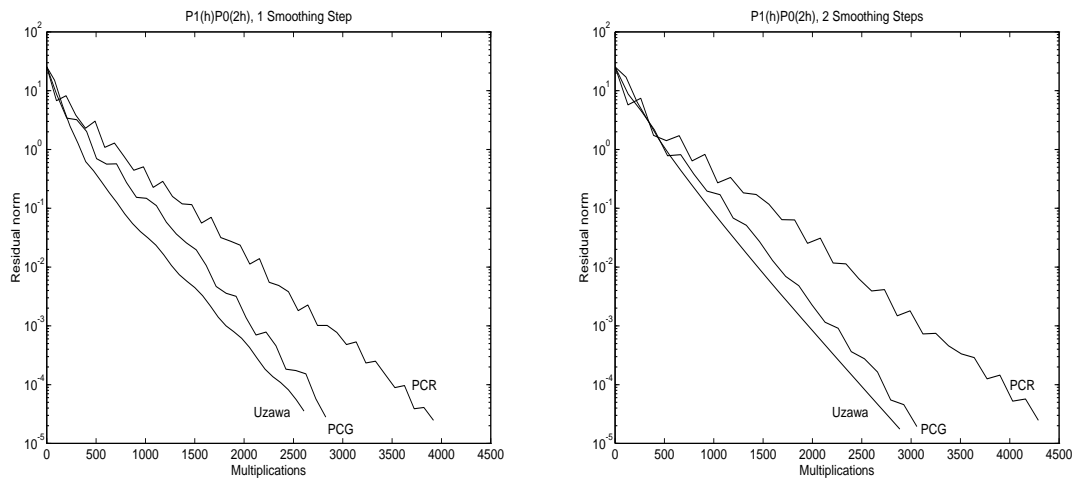 P1(h)P0(2h), 1 Smoothing Step
10^2
10^1
10^0
10^-1
10^-2
10^-3
10^-4
10^-5
Residual norm
0 500 1000 1500 2000 2500 3000 3500 4000 4500
Multiplications
Uzawa
PCG
PCR
P1(h)P0(2h), 2 Smoothing Steps
10^2
10^1
10^0
10^-1
10^-2
10^-3
10^-4
10^-5
Residual norm
0 500 1000 1500 2000 2500 3000 3500 4000 4500
Multiplications
Uzawa
PCG
PCR